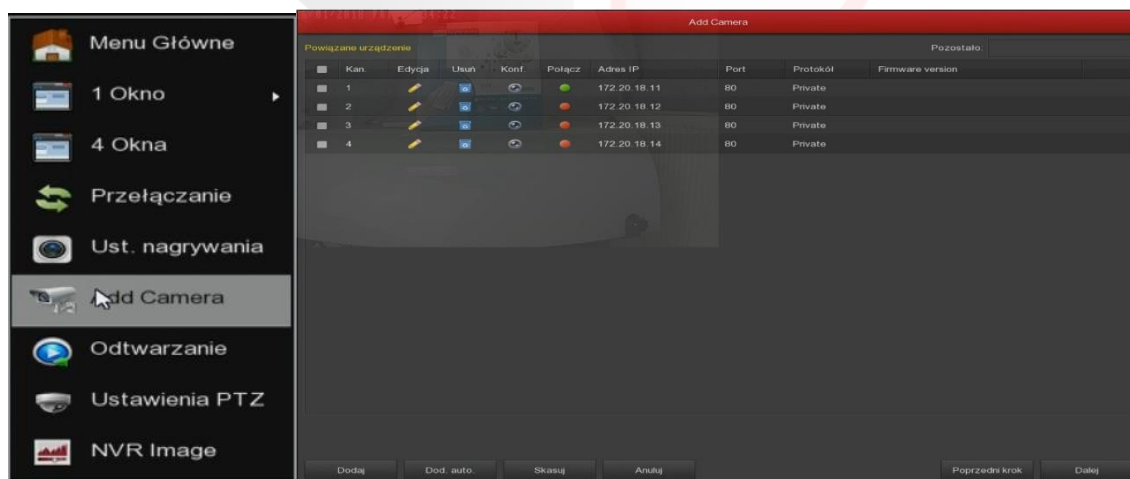 Menu Główne
1 Okno
4 Okna
Przełączanie
Ust. nagrywania
Add Camera
Odtwarzanie
Ustawienia PTZ
NVR Image
Add Camera
Powiązane urządzenie Pozostało:
Kan. Edycja Usuń Konf. Połącz Adres IP Port Protokół Firmware version
1 172.20.18.11 80 Private
2 172.20.18.12 80 Private
3 172.20.18.13 80 Private
4 172.20.18.14 80 Private
Dodaj Dod. auto. Skasuj Anuluj Poprzedni krok Dalej